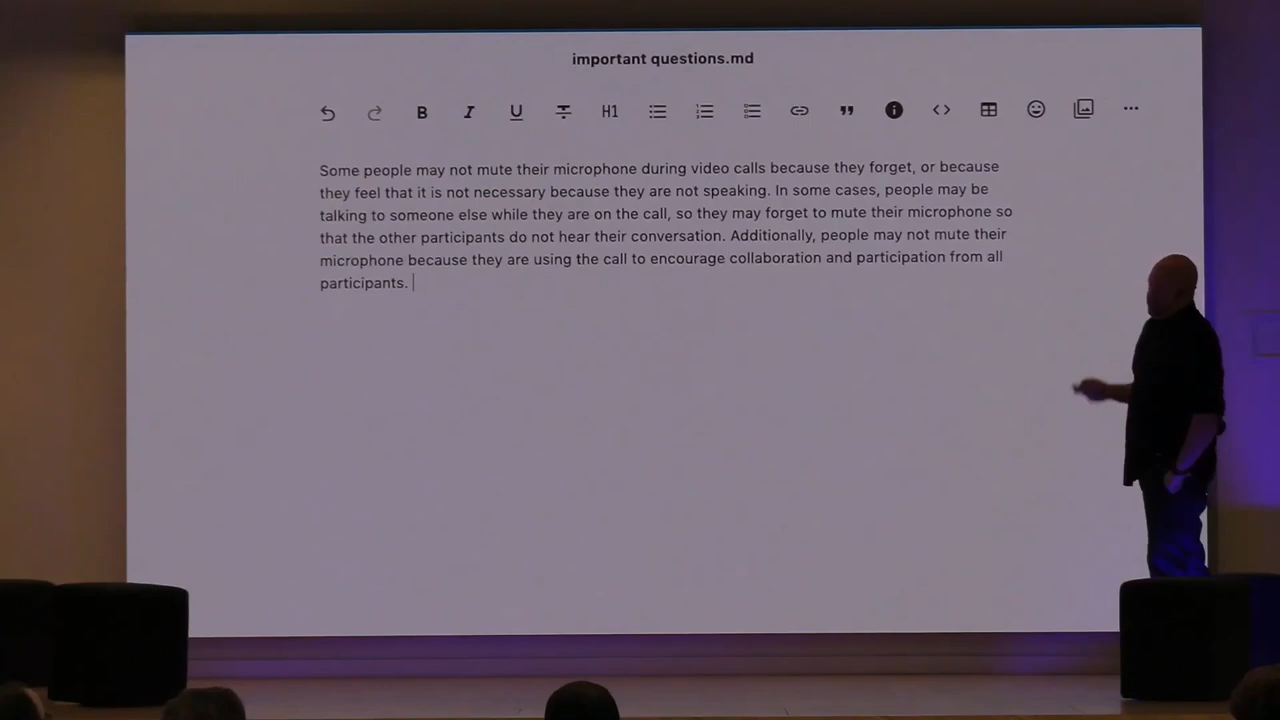 important questions.md
B I U H1
Some people may not mute their microphone during video calls because they forget, or because
they feel that it is not necessary because they are not speaking. In some cases, people may be
talking to someone else while they are on the call, so they may forget to mute their microphone so
that the other participants do not hear their conversation. Additionally, people may not mute their
microphone because they are using the call to encourage collaboration and participation from all
participants.